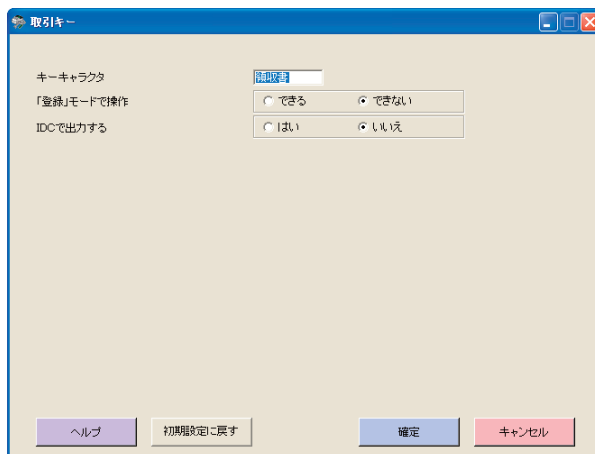 取引キー
キーキャラクタ 領収書
「登録」モードで操作 できる できない
IDCで出力する はい いいえ
ヘルプ 初期設定に戻す 確定 キャンセル